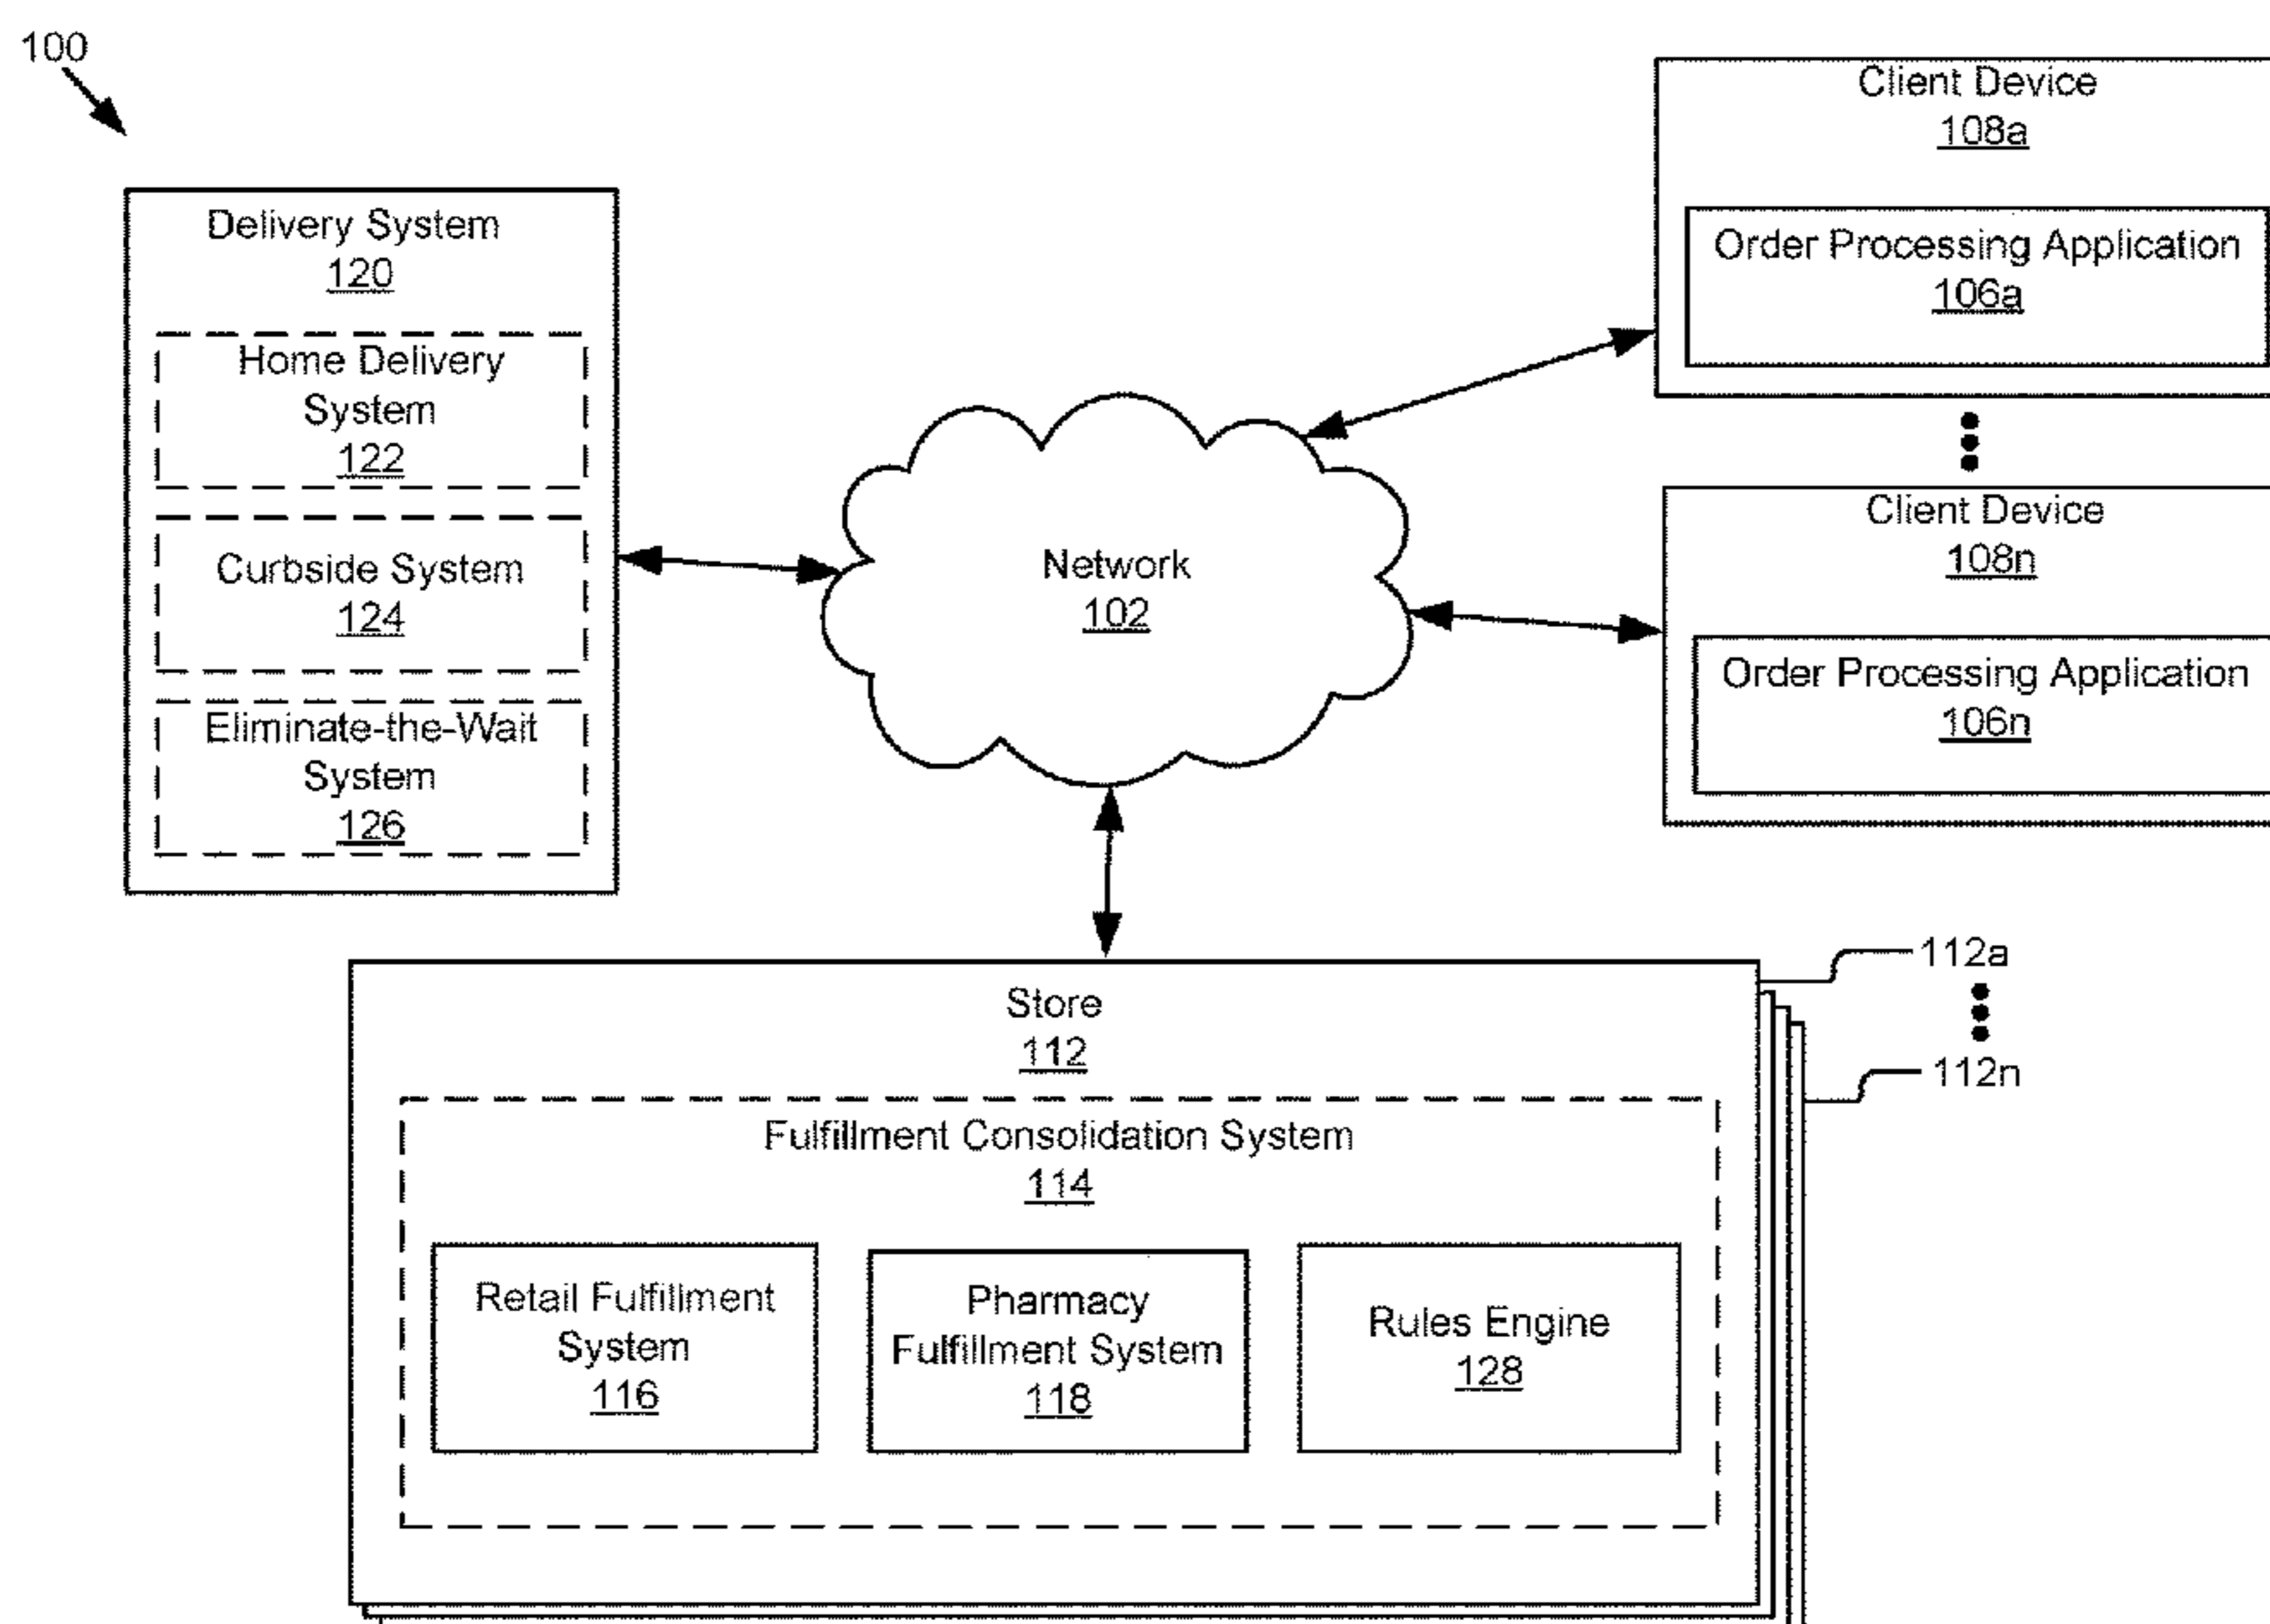 100
Delivery System
120
Home Delivery
System
122
Curbside System
124
Eliminate-the-Wait
System
126
Network
102
Client Device
108a
Order Processing Application
106a
Client Device
108n
Order Processing Application
106n
Store
112
112a
112n
Fulfillment Consolidation System
114
Retail Fulfillment
System
116
Pharmacy
Fulfillment System
118
Rules Engine
128